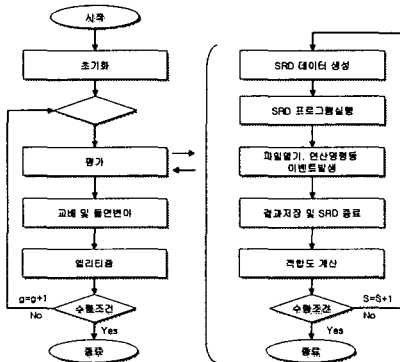 시작
초기화
평가
교배 및 돌연변이
엘리티즘
g=g+1
수렴조건
No
Yes
종료
SRD 데이터 생성
SRD 프로그램실행
파일열기, 연산명령등
이벤트발생
결과저장 및 SRD 종료
적합도 계산
수렴조건
S=S+1
No
Yes
종료